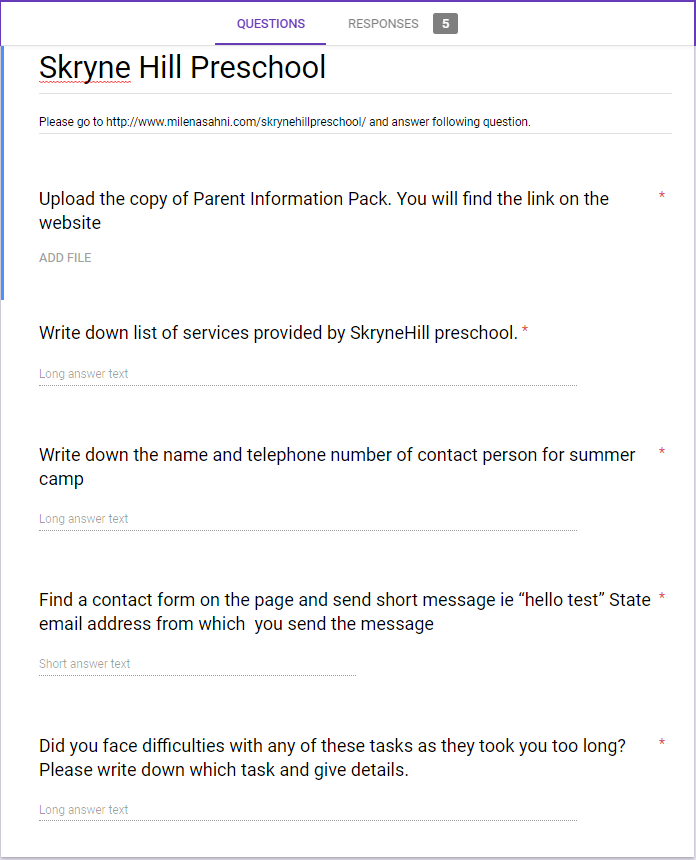 QUESTIONS RESPONSES 5
Skryne Hill Preschool
Please go to http://www.milenasahni.com/skrynehillpreschool/ and answer following question.
Upload the copy of Parent Information Pack. You will find the link on the *
website
ADD FILE
Write down list of services provided by SkryneHill preschool. *
Long answer text
Write down the name and telephone number of contact person for summer *
camp
Long answer text
Find a contact form on the page and send short message ie “hello test” State *
email address from which  you send the message
Short answer text
Did you face difficulties with any of these tasks as they took you too long? *
Please write down which task and give details.
Long answer text